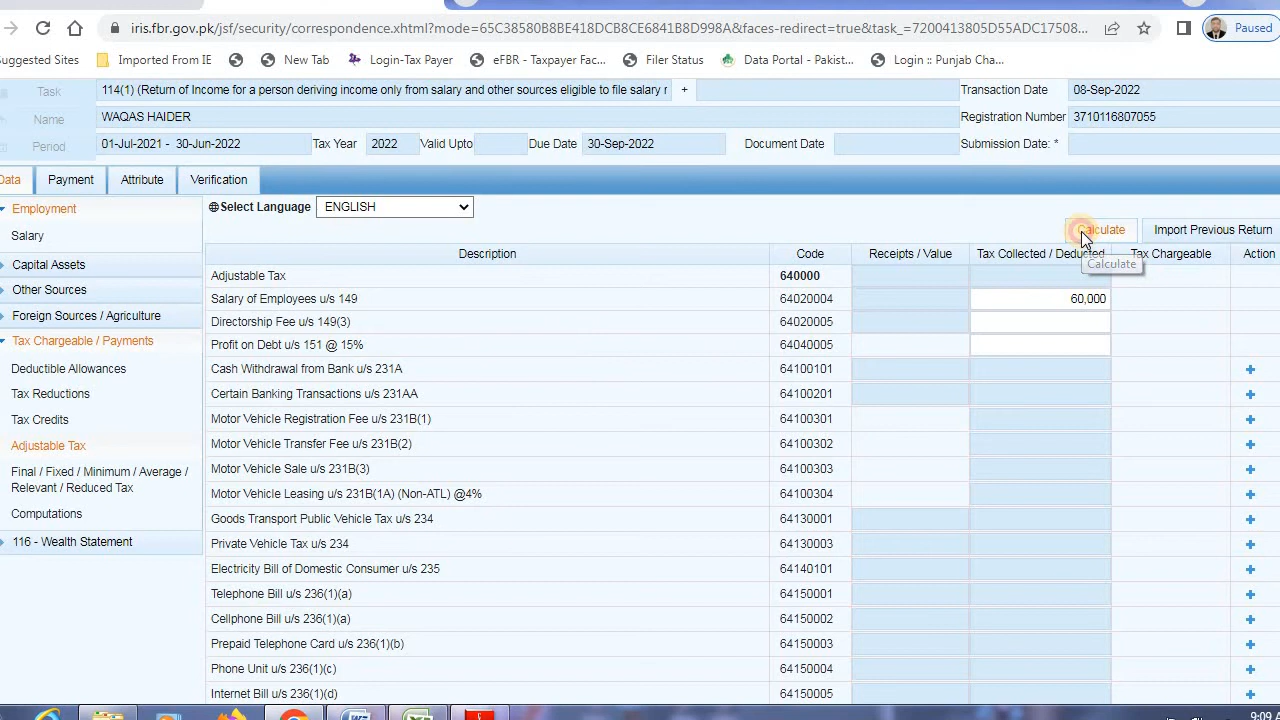 iris.fbr.gov.pk/jsf/security/correspondence.xhtml?mode=65C38580B8BE418DCB8CE6841B8D998A&faces-redirect=true&task_=7200413805D55ADC17508...
Paused
uggested Sites Imported From IE New Tab Login-Tax Payer eFBR - Taxpayer Fac... Filer Status Data Portal - Pakist... Login :: Punjab Cha...
Task 114(1) (Return of Income for a person deriving income only from salary and other sources eligible to file salary r + Transaction Date 08-Sep-2022
Name WAQAS HAIDER Registration Number 3710116807055
Period 01-Jul-2021 - 30-Jun-2022 Tax Year 2022 Valid Upto Due Date 30-Sep-2022 Document Date Submission Date: *
Data Payment Attribute Verification
Employment
Salary
Capital Assets
Other Sources
Foreign Sources / Agriculture
Tax Chargeable / Payments
Deductible Allowances
Tax Reductions
Tax Credits
Adjustable Tax
Final / Fixed / Minimum / Average /
Relevant / Reduced Tax
Computations
116 - Wealth Statement
Select Language ENGLISH
Calculate Import Previous Return
Description Code Receipts / Value Tax Collected / Deducted Tax Chargeable Action
Calculate
Adjustable Tax 640000
Salary of Employees u/s 149 64020004 60,000
Directorship Fee u/s 149(3) 64020005
Profit on Debt u/s 151 @ 15% 64040005
Cash Withdrawal from Bank u/s 231A 64100101
Certain Banking Transactions u/s 231AA 64100201
Motor Vehicle Registration Fee u/s 231B(1) 64100301
Motor Vehicle Transfer Fee u/s 231B(2) 64100302
Motor Vehicle Sale u/s 231B(3) 64100303
Motor Vehicle Leasing u/s 231B(1A) (Non-ATL) @4% 64100304
Goods Transport Public Vehicle Tax u/s 234 64130001
Private Vehicle Tax u/s 234 64130003
Electricity Bill of Domestic Consumer u/s 235 64140101
Telephone Bill u/s 236(1)(a) 64150001
Cellphone Bill u/s 236(1)(a) 64150002
Prepaid Telephone Card u/s 236(1)(b) 64150003
Phone Unit u/s 236(1)(c) 64150004
Internet Bill u/s 236(1)(d) 64150005